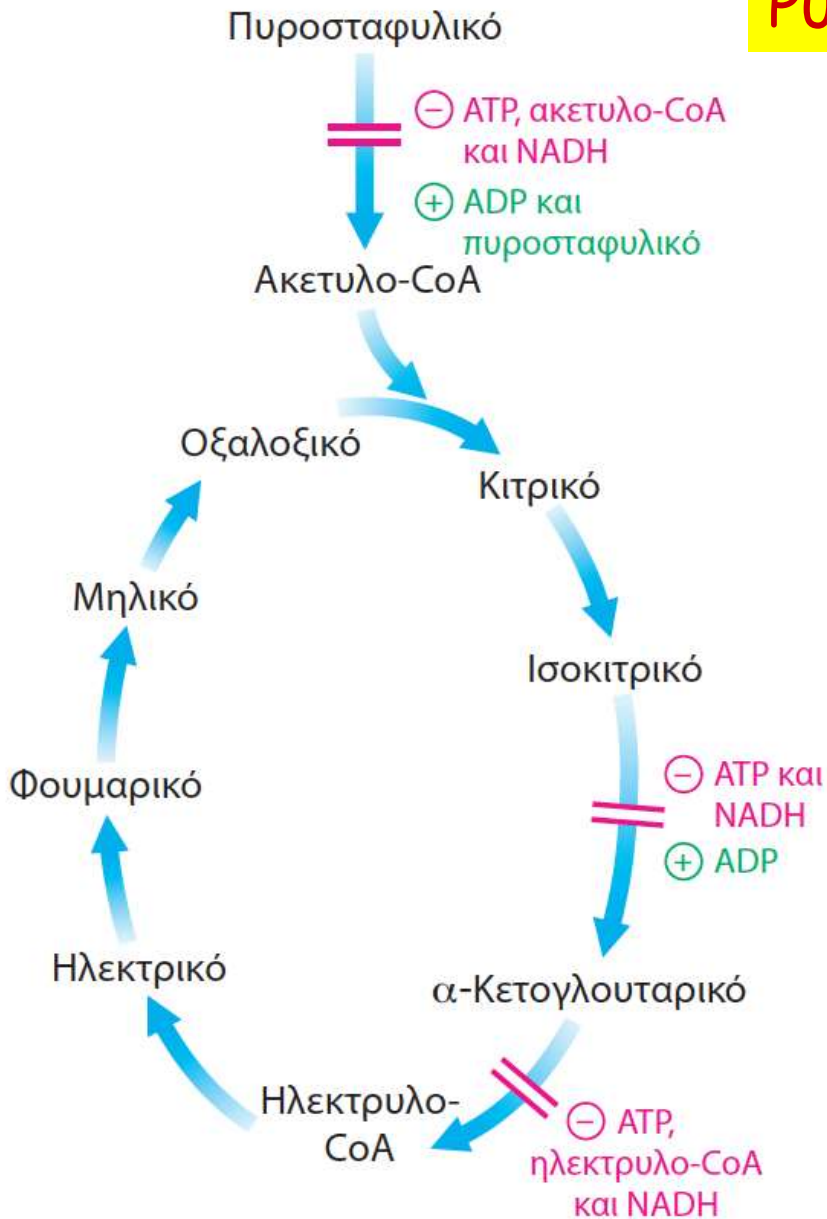 Ρυ
Πυροσταφυλικό
− ATP, ακετυλο-CoA
και NADH
+ ADP και
πυροσταφυλικό
Ακετυλο-CoA
Οξαλοξικό
Κιτρικό
Μηλικό
Ισοκιτρικό
− ATP και
NADH
+ ADP
Φουμαρικό
Ηλεκτρικό
α-Κετογλουταρικό
Ηλεκτρυλο-
CoA
− ATP,
ηλεκτρυλο-CoA
και NADH